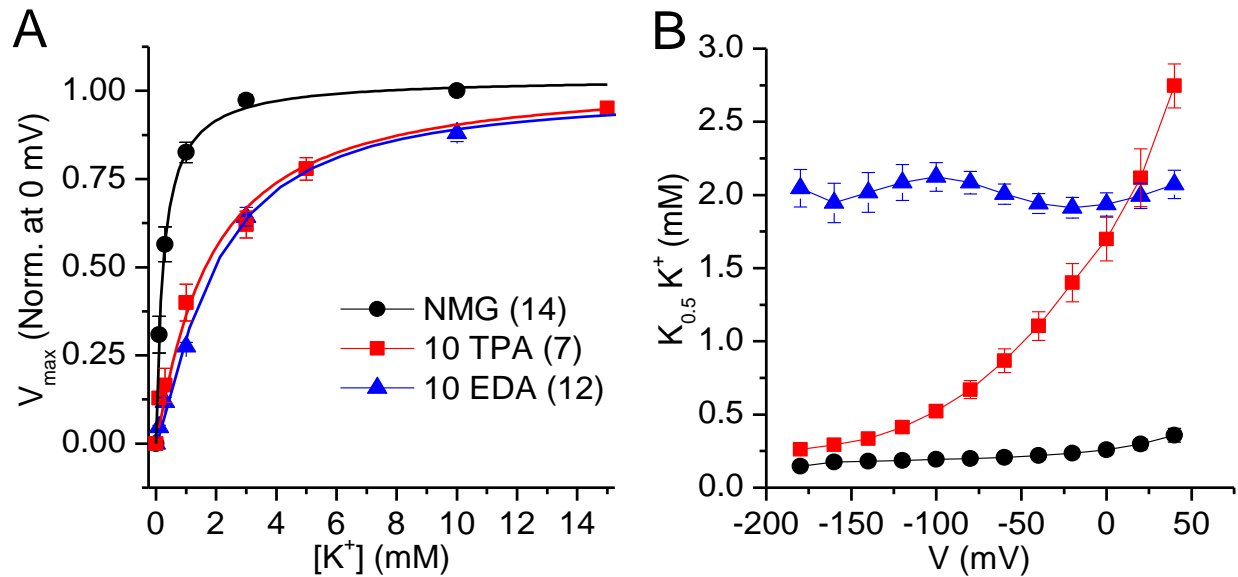 A
V_max (Norm. at 0 mV)
1.00
0.75
0.50
0.25
0.00
NMG (14)
10 TPA (7)
10 EDA (12)
0 2 4 6 8 10 12 14
[K⁺] (mM)
B
K_0.5 K⁺ (mM)
3.0
2.5
2.0
1.5
1.0
0.5
0.0
-200 -150 -100 -50 0 50
V (mV)